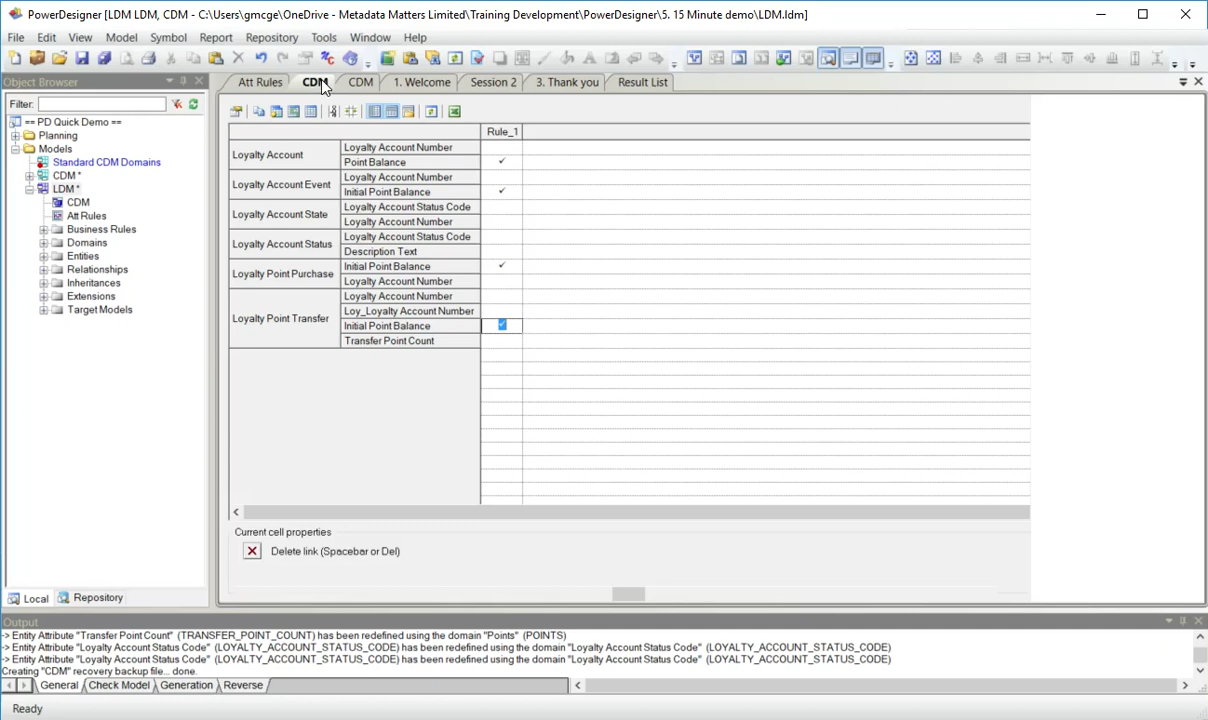 PowerDesigner [LDM LDM, CDM - C:\Users\gmcge\OneDrive - Metadata Matters Limited\Training Development\PowerDesigner\5. 15 Minute demo\LDM.ldm]
File Edit View Model Symbol Report Repository Tools Window Help
Object Browser
Att Rules CDM CDM 1. Welcome Session 2 3. Thank you Result List
Filter:
== PD Quick Demo ==
Planning
Models
Standard CDM Domains
CDM *
LDM *
CDM
Att Rules
Business Rules
Domains
Entities
Relationships
Inheritances
Extensions
Target Models
Local Repository
Rule_1
Loyalty Account
Loyalty Account Number
Point Balance
Loyalty Account Event
Loyalty Account Number
Initial Point Balance
Loyalty Account State
Loyalty Account Status Code
Loyalty Account Number
Loyalty Account Status
Loyalty Account Status Code
Description Text
Loyalty Point Purchase
Initial Point Balance
Loyalty Account Number
Loyalty Point Transfer
Loyalty Account Number
Loy_Loyalty Account Number
Initial Point Balance
Transfer Point Count
Current cell properties
Delete link (Spacebar or Del)
Output
-> Entity Attribute "Transfer Point Count" (TRANSFER_POINT_COUNT) has been redefined using the domain "Points" (POINTS)
-> Entity Attribute "Loyalty Account Status Code" (LOYALTY_ACCOUNT_STATUS_CODE) has been redefined using the domain "Loyalty Account Status Code" (LOYALTY_ACCOUNT_STATUS_CODE)
-> Entity Attribute "Loyalty Account Status Code" (LOYALTY_ACCOUNT_STATUS_CODE) has been redefined using the domain "Loyalty Account Status Code" (LOYALTY_ACCOUNT_STATUS_CODE)
Creating "CDM" recovery backup file... done.
General Check Model Generation Reverse
Ready